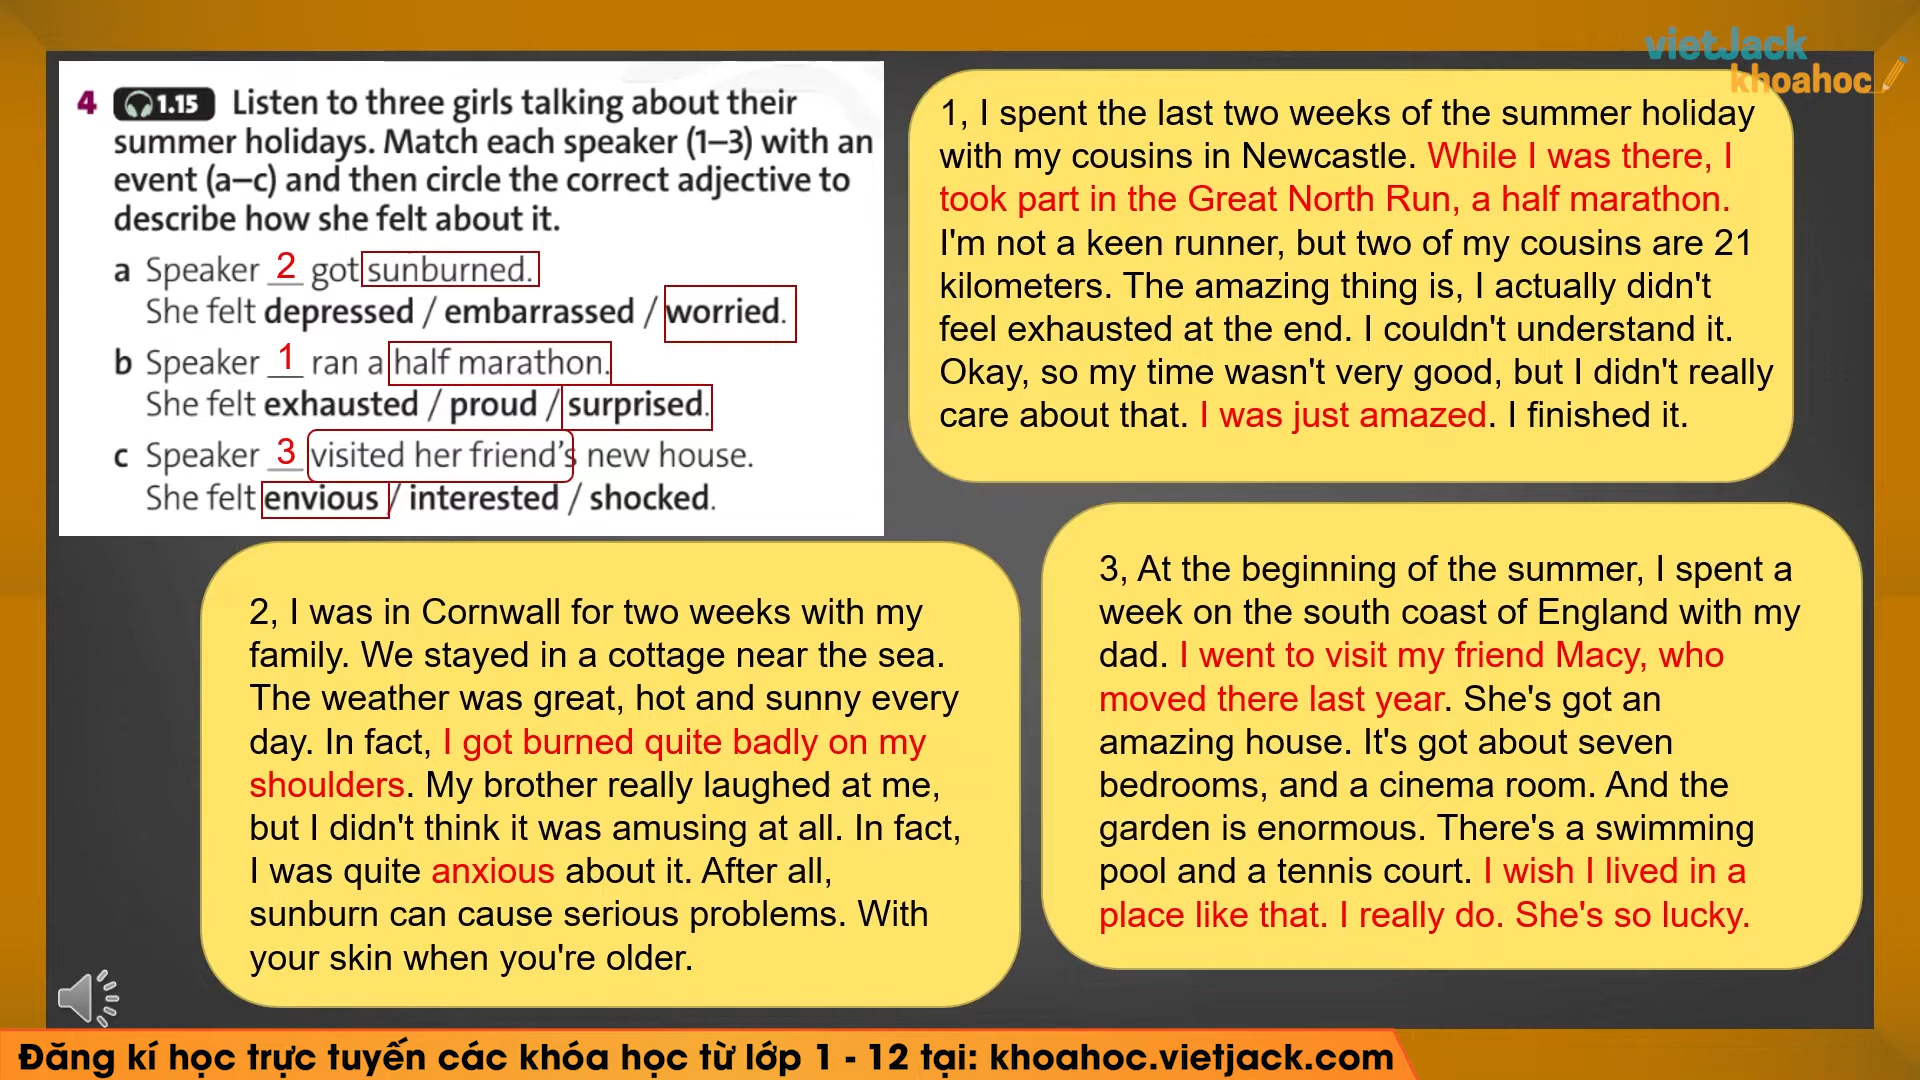 vietJack
khoahoc
4 1.15 Listen to three girls talking about their
summer holidays. Match each speaker (1–3) with an
event (a–c) and then circle the correct adjective to
describe how she felt about it.
a Speaker 2 got sunburned.
She felt depressed / embarrassed / worried.
b Speaker 1 ran a half marathon.
She felt exhausted / proud / surprised.
c Speaker 3 visited her friend's new house.
She felt envious / interested / shocked.
1, I spent the last two weeks of the summer holiday
with my cousins in Newcastle. While I was there, I
took part in the Great North Run, a half marathon.
I'm not a keen runner, but two of my cousins are 21
kilometers. The amazing thing is, I actually didn't
feel exhausted at the end. I couldn't understand it.
Okay, so my time wasn't very good, but I didn't really
care about that. I was just amazed. I finished it.
2, I was in Cornwall for two weeks with my
family. We stayed in a cottage near the sea.
The weather was great, hot and sunny every
day. In fact, I got burned quite badly on my
shoulders. My brother really laughed at me,
but I didn't think it was amusing at all. In fact,
I was quite anxious about it. After all,
sunburn can cause serious problems. With
your skin when you're older.
3, At the beginning of the summer, I spent a
week on the south coast of England with my
dad. I went to visit my friend Macy, who
moved there last year. She's got an
amazing house. It's got about seven
bedrooms, and a cinema room. And the
garden is enormous. There's a swimming
pool and a tennis court. I wish I lived in a
place like that. I really do. She's so lucky.
Đăng kí học trực tuyến các khóa học từ lớp 1 - 12 tại: khoahoc.vietjack.com